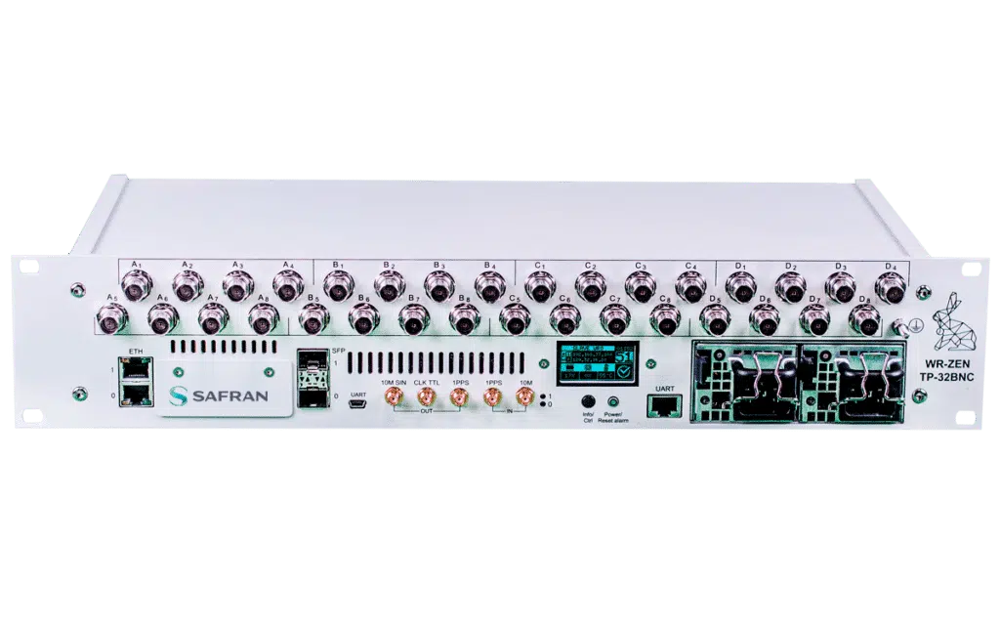 A1 A2 A3 A4 B1 B2 B3 B4 C1 C2 C3 C4 D1 D2 D3 D4
A5 A6 A7 A8 B5 B6 B7 B8 C5 C6 C7 C8 D5 D6 D7 D8
ETH
1
0
SAFRAN
SFP
1
0
UART
10M SIN CLK TTL 1PPS 1PPS 10M
OUT IN
1
0
51
Info/ Ctrl
Power/ Reset alarm
UART
WR-ZEN
TP-32BNC